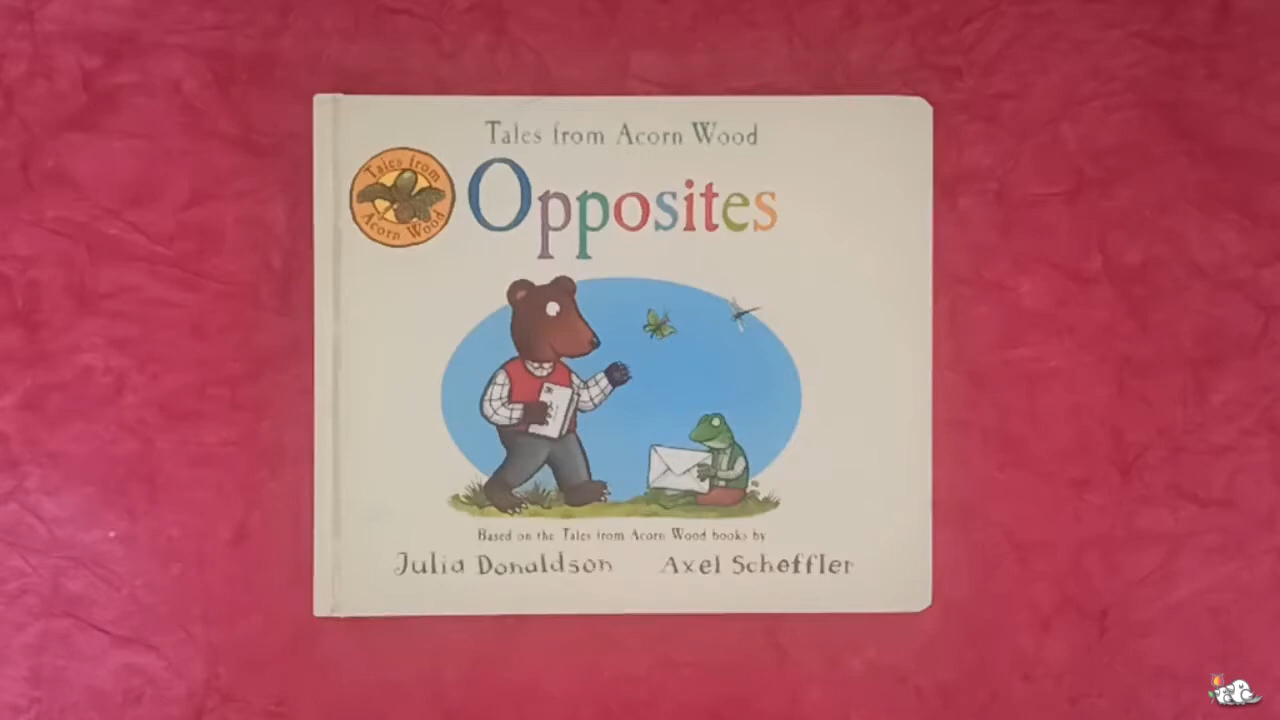 Tales from Acorn Wood
Tales from
Acorn Wood
Opposites
Based on the Tales from Acorn Wood books by
Julia Donaldson Axel Scheffler